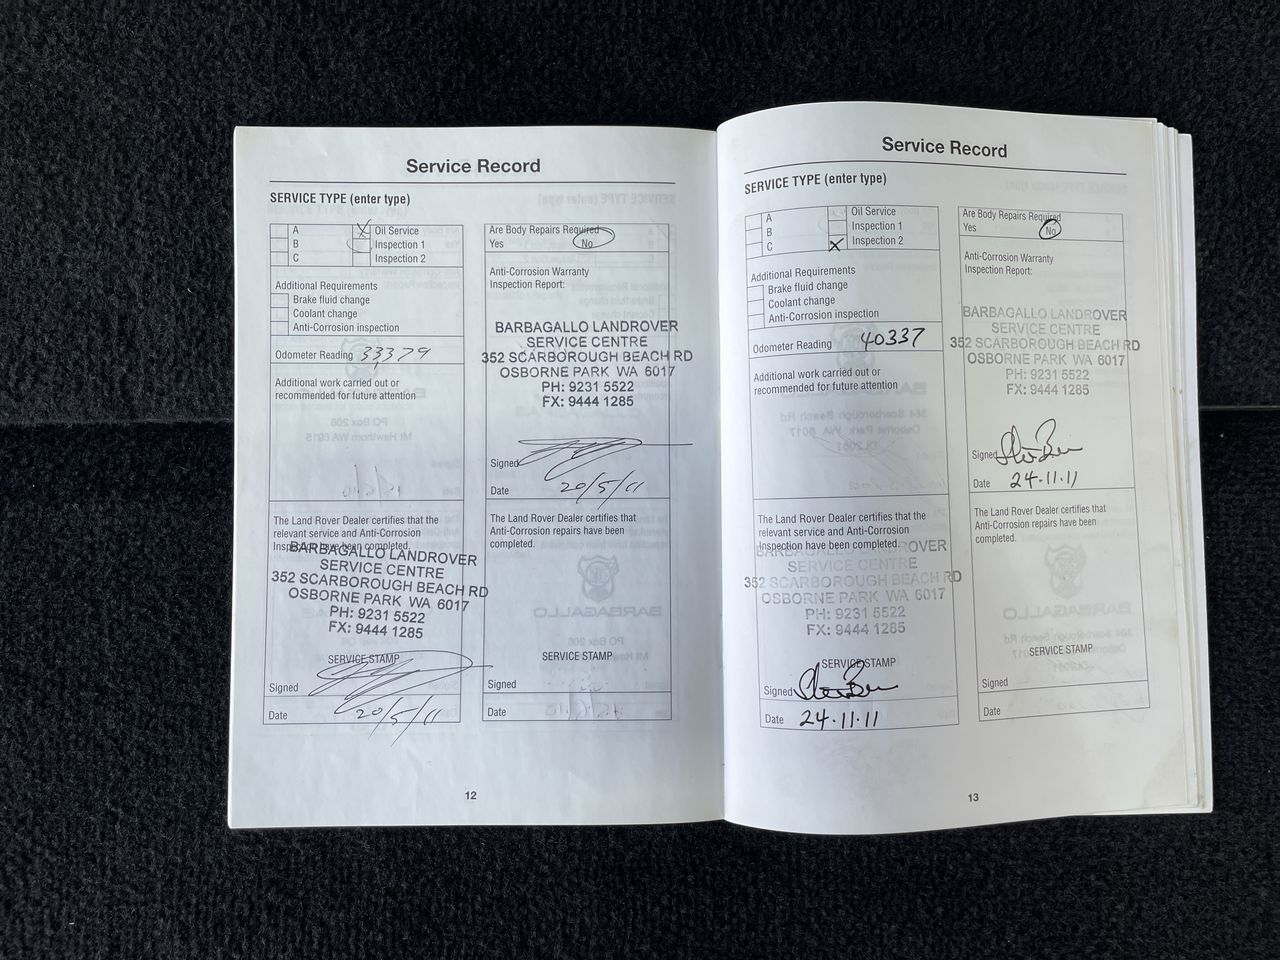 Service Record
SERVICE TYPE (enter type)
A
B
C
X Oil Service
Inspection 1
Inspection 2
Additional Requirements
Brake fluid change
Coolant change
Anti-Corrosion inspection
Odometer Reading 33379
Additional work carried out or
recommended for future attention
The Land Rover Dealer certifies that the
relevant service and Anti-Corrosion
Inspection have been completed.
BARBAGALLO LANDROVER
SERVICE CENTRE
352 SCARBOROUGH BEACH RD
OSBORNE PARK WA 6017
PH: 9231 5522
FX: 9444 1285
SERVICE STAMP
Signed
Date 20/5/11
Are Body Repairs Required
Yes No
Anti-Corrosion Warranty
Inspection Report:
BARBAGALLO LANDROVER
SERVICE CENTRE
352 SCARBOROUGH BEACH RD
OSBORNE PARK WA 6017
PH: 9231 5522
FX: 9444 1285
Signed
Date 20/5/11
The Land Rover Dealer certifies that
Anti-Corrosion repairs have been
completed.
SERVICE STAMP
Signed
Date
12
Service Record
SERVICE TYPE (enter type)
A
B
C
Oil Service
Inspection 1
X Inspection 2
Additional Requirements
Brake fluid change
Coolant change
Anti-Corrosion inspection
Odometer Reading 40337
Additional work carried out or
recommended for future attention
The Land Rover Dealer certifies that the
relevant service and Anti-Corrosion
Inspection have been completed.
BARBAGALLO LANDROVER
SERVICE CENTRE
352 SCARBOROUGH BEACH RD
OSBORNE PARK WA 6017
PH: 9231 5522
FX: 9444 1285
SERVICE STAMP
Signed
Date 24.11.11
Are Body Repairs Required
Yes No
Anti-Corrosion Warranty
Inspection Report:
BARBAGALLO LANDROVER
SERVICE CENTRE
352 SCARBOROUGH BEACH RD
OSBORNE PARK WA 6017
PH: 9231 5522
FX: 9444 1285
Signed
Date 24.11.11
The Land Rover Dealer certifies that
Anti-Corrosion repairs have been
completed.
SERVICE STAMP
Signed
Date
13